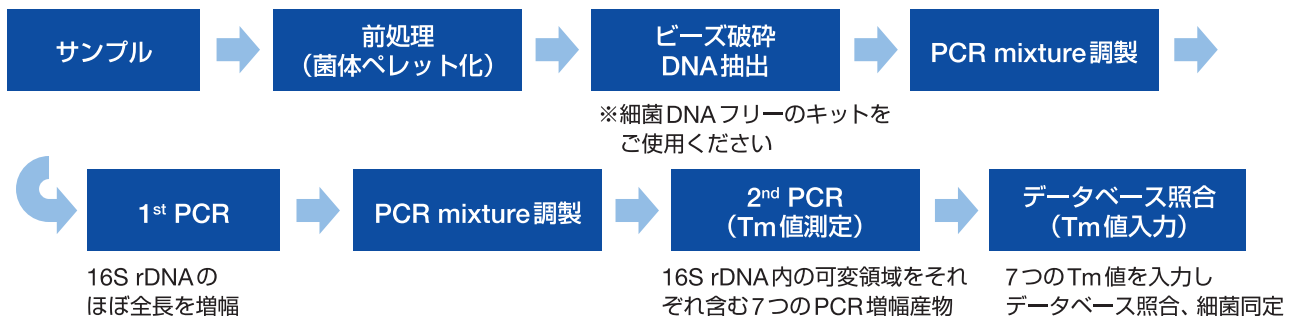 サンプル
前処理
（菌体ペレット化）
ビーズ破砕
DNA抽出
PCR mixture調製
※細菌DNAフリーのキットを
ご使用ください
1st PCR
PCR mixture調製
2nd PCR
（Tm値測定）
データベース照合
（Tm値入力）
16S rDNAの
ほぼ全長を増幅
16S rDNA内の可変領域をそれ
ぞれ含む7つのPCR増幅産物
7つのTm値を入力し
データベース照合、細菌同定